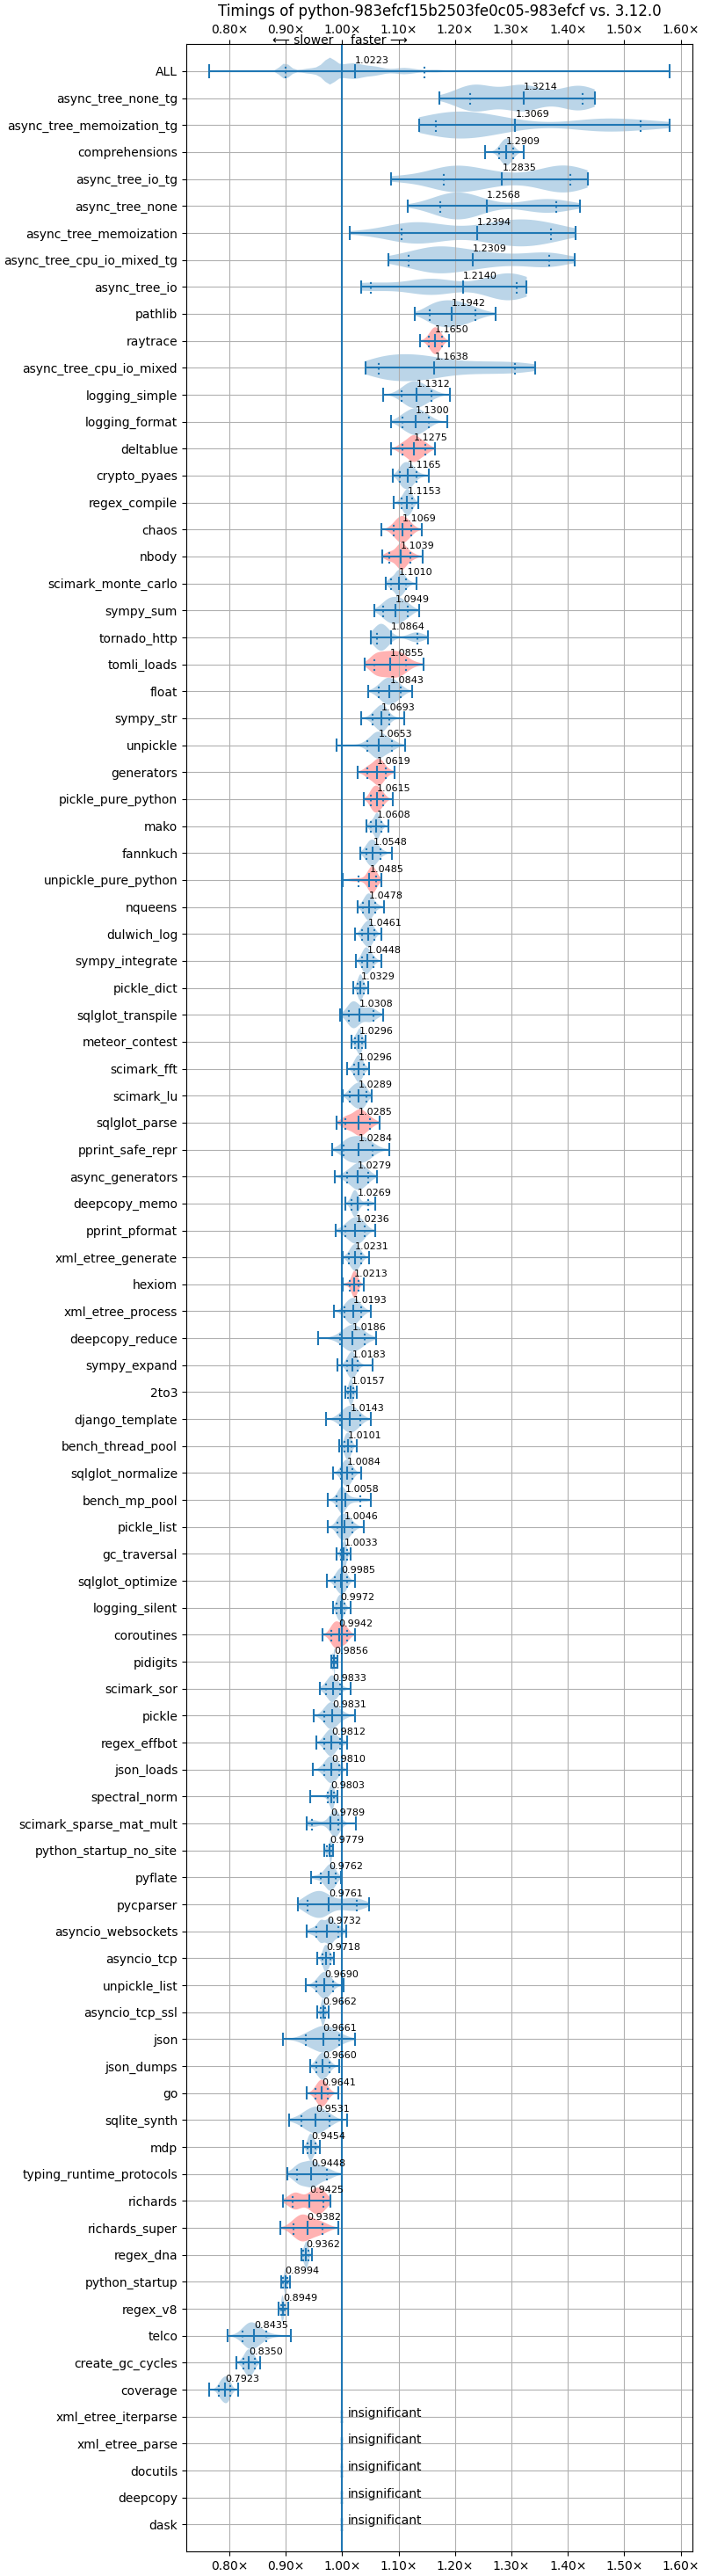 Timings of python-983efcf15b2503fe0c05-983efcf vs. 3.12.0
0.80× 0.90× 1.00× 1.10× 1.20× 1.30× 1.40× 1.50× 1.60×
⟵ slower faster ⟶
ALL 1.0223
async_tree_none_tg 1.3214
async_tree_memoization_tg 1.3069
comprehensions 1.2909
async_tree_io_tg 1.2835
async_tree_none 1.2568
async_tree_memoization 1.2394
async_tree_cpu_io_mixed_tg 1.2309
async_tree_io 1.2140
pathlib 1.1942
raytrace 1.1650
async_tree_cpu_io_mixed 1.1638
logging_simple 1.1312
logging_format 1.1300
deltablue 1.1275
crypto_pyaes 1.1165
regex_compile 1.1153
chaos 1.1069
nbody 1.1039
scimark_monte_carlo 1.1010
sympy_sum 1.0949
tornado_http 1.0864
tomli_loads 1.0855
float 1.0843
sympy_str 1.0693
unpickle 1.0653
generators 1.0619
pickle_pure_python 1.0615
mako 1.0608
fannkuch 1.0548
unpickle_pure_python 1.0485
nqueens 1.0478
dulwich_log 1.0461
sympy_integrate 1.0448
pickle_dict 1.0329
sqlglot_transpile 1.0308
meteor_contest 1.0296
scimark_fft 1.0296
scimark_lu 1.0289
sqlglot_parse 1.0285
pprint_safe_repr 1.0284
async_generators 1.0279
deepcopy_memo 1.0269
pprint_pformat 1.0236
xml_etree_generate 1.0231
hexiom 1.0213
xml_etree_process 1.0193
deepcopy_reduce 1.0186
sympy_expand 1.0183
2to3 1.0157
django_template 1.0143
bench_thread_pool 1.0101
sqlglot_normalize 1.0084
bench_mp_pool 1.0058
pickle_list 1.0046
gc_traversal 1.0033
sqlglot_optimize 0.9985
logging_silent 0.9972
coroutines 0.9942
pidigits 0.9856
scimark_sor 0.9833
pickle 0.9831
regex_effbot 0.9812
json_loads 0.9810
spectral_norm 0.9803
scimark_sparse_mat_mult 0.9789
python_startup_no_site 0.9779
pyflate 0.9762
pycparser 0.9761
asyncio_websockets 0.9732
asyncio_tcp 0.9718
unpickle_list 0.9690
asyncio_tcp_ssl 0.9662
json 0.9661
json_dumps 0.9660
go 0.9641
sqlite_synth 0.9531
mdp 0.9454
typing_runtime_protocols 0.9448
richards 0.9425
richards_super 0.9382
regex_dna 0.9362
python_startup 0.8994
regex_v8 0.8949
telco 0.8435
create_gc_cycles 0.8350
coverage 0.7923
xml_etree_iterparse insignificant
xml_etree_parse insignificant
docutils insignificant
deepcopy insignificant
dask insignificant
0.80× 0.90× 1.00× 1.10× 1.20× 1.30× 1.40× 1.50× 1.60×